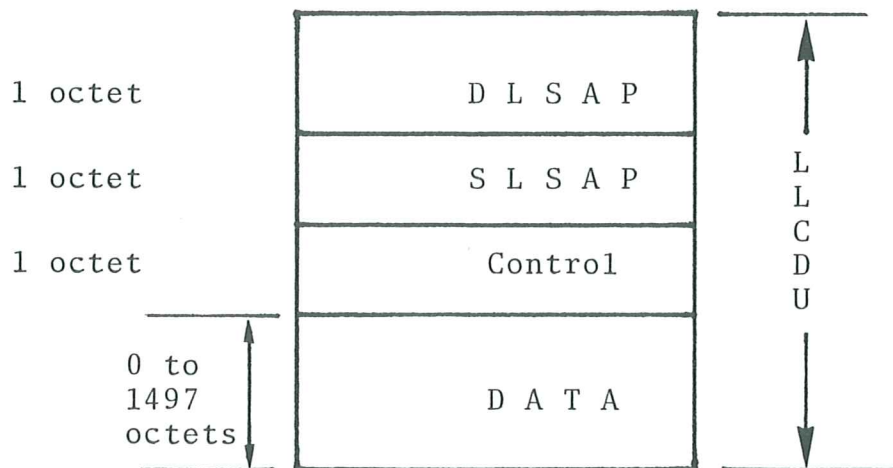 1 octet
D L S A P
1 octet
S L S A P
1 octet
Control
0 to
1497
octets
D A T A
L
L
C
D
U